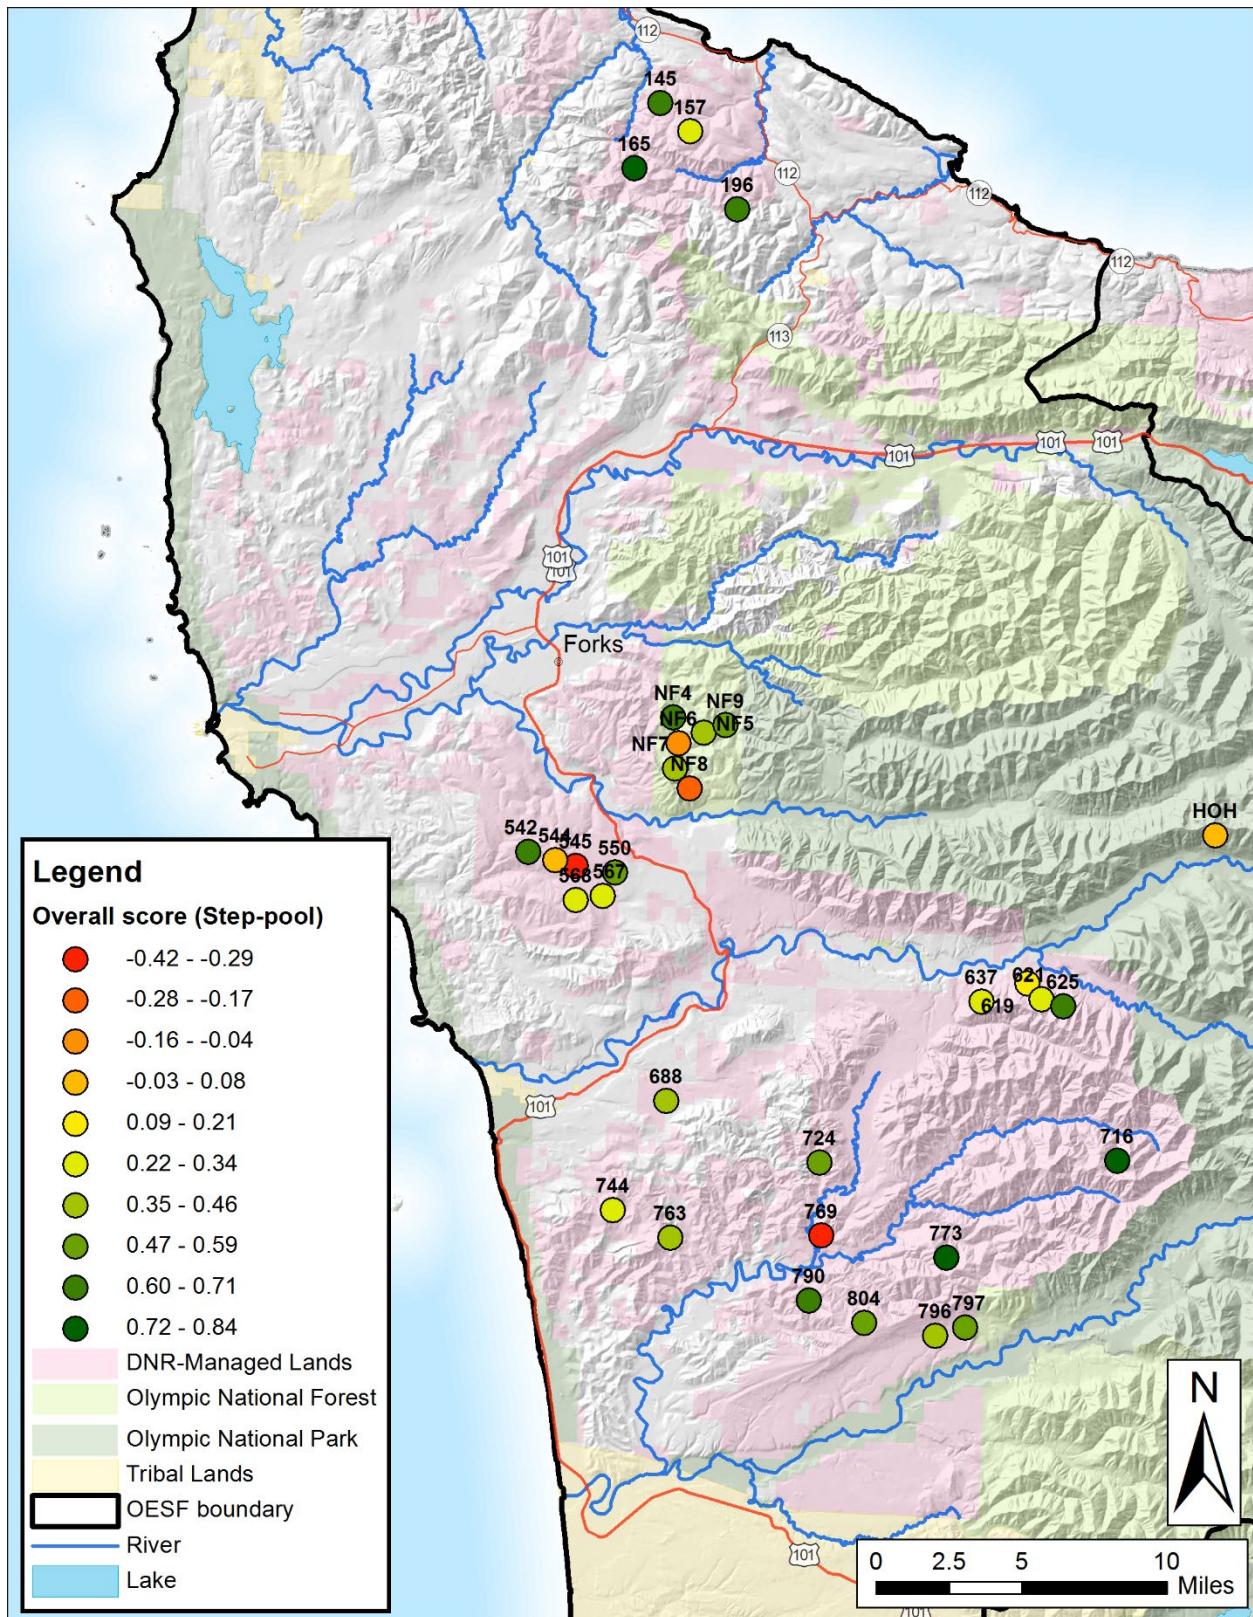 112
145
157
165
112
196
112
112
113
101
101
101
101
101
Forks
NF4
NF9
NF6
NF5
NF7
NF8
HOH
542
544
545
550
568
567
637
621
625
619
688
101
724
716
744
763
769
773
790
804
796
797
101
101
Legend
Overall score (Step-pool)
-0.42 - -0.29
-0.28 - -0.17
-0.16 - -0.04
-0.03 - 0.08
0.09 - 0.21
0.22 - 0.34
0.35 - 0.46
0.47 - 0.59
0.60 - 0.71
0.72 - 0.84
DNR-Managed Lands
Olympic National Forest
Olympic National Park
Tribal Lands
OESF boundary
River
Lake
N
0 2.5 5 10
Miles